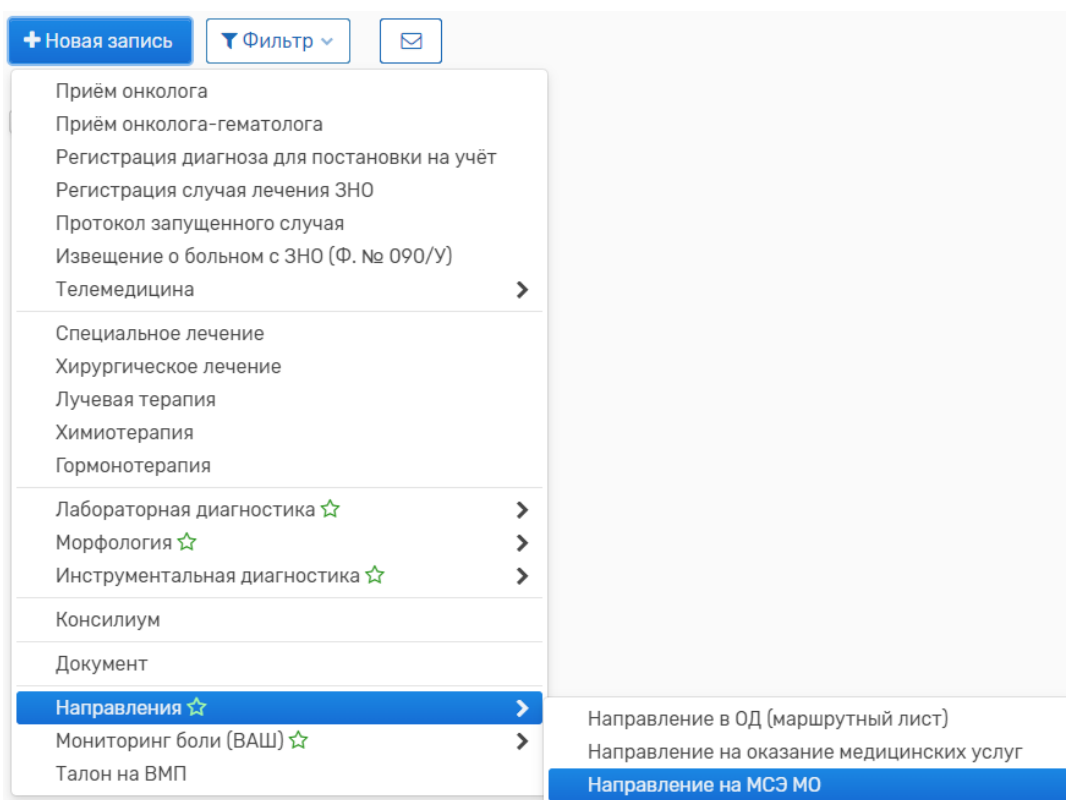 Новая запись
Фильтр
Приём онколога
Приём онколога-гематолога
Регистрация диагноза для постановки на учёт
Регистрация случая лечения ЗНО
Протокол запущенного случая
Извещение о больном с ЗНО (Ф. № 090/У)
Телемедицина
Специальное лечение
Хирургическое лечение
Лучевая терапия
Химиотерапия
Гормонотерапия
Лабораторная диагностика
Морфология
Инструментальная диагностика
Консилиум
Документ
Направления
Мониторинг боли (ВАШ)
Талон на ВМП
Направление в ОД (маршрутный лист)
Направление на оказание медицинских услуг
Направление на МСЭ МО